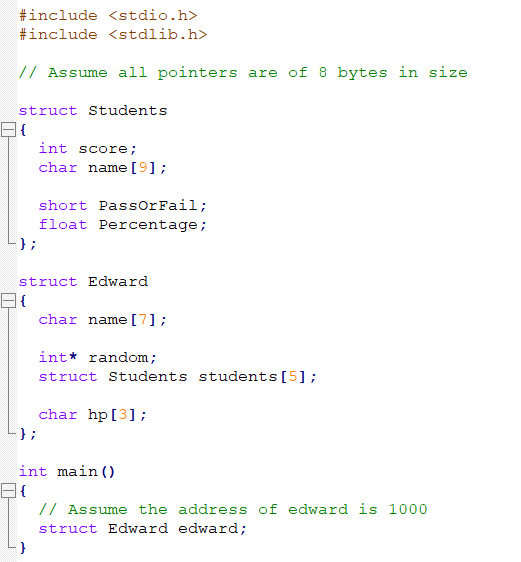 #include <stdio.h>
#include <stdlib.h>
// Assume all pointers are of 8 bytes in size
struct Students
{
int score;
char name[9];
short PassOrFail;
float Percentage;
};
struct Edward
{
char name[7];
int* random;
struct Students students[5];
char hp[3];
};
int main()
{
// Assume the address of edward is 1000
struct Edward edward;
}